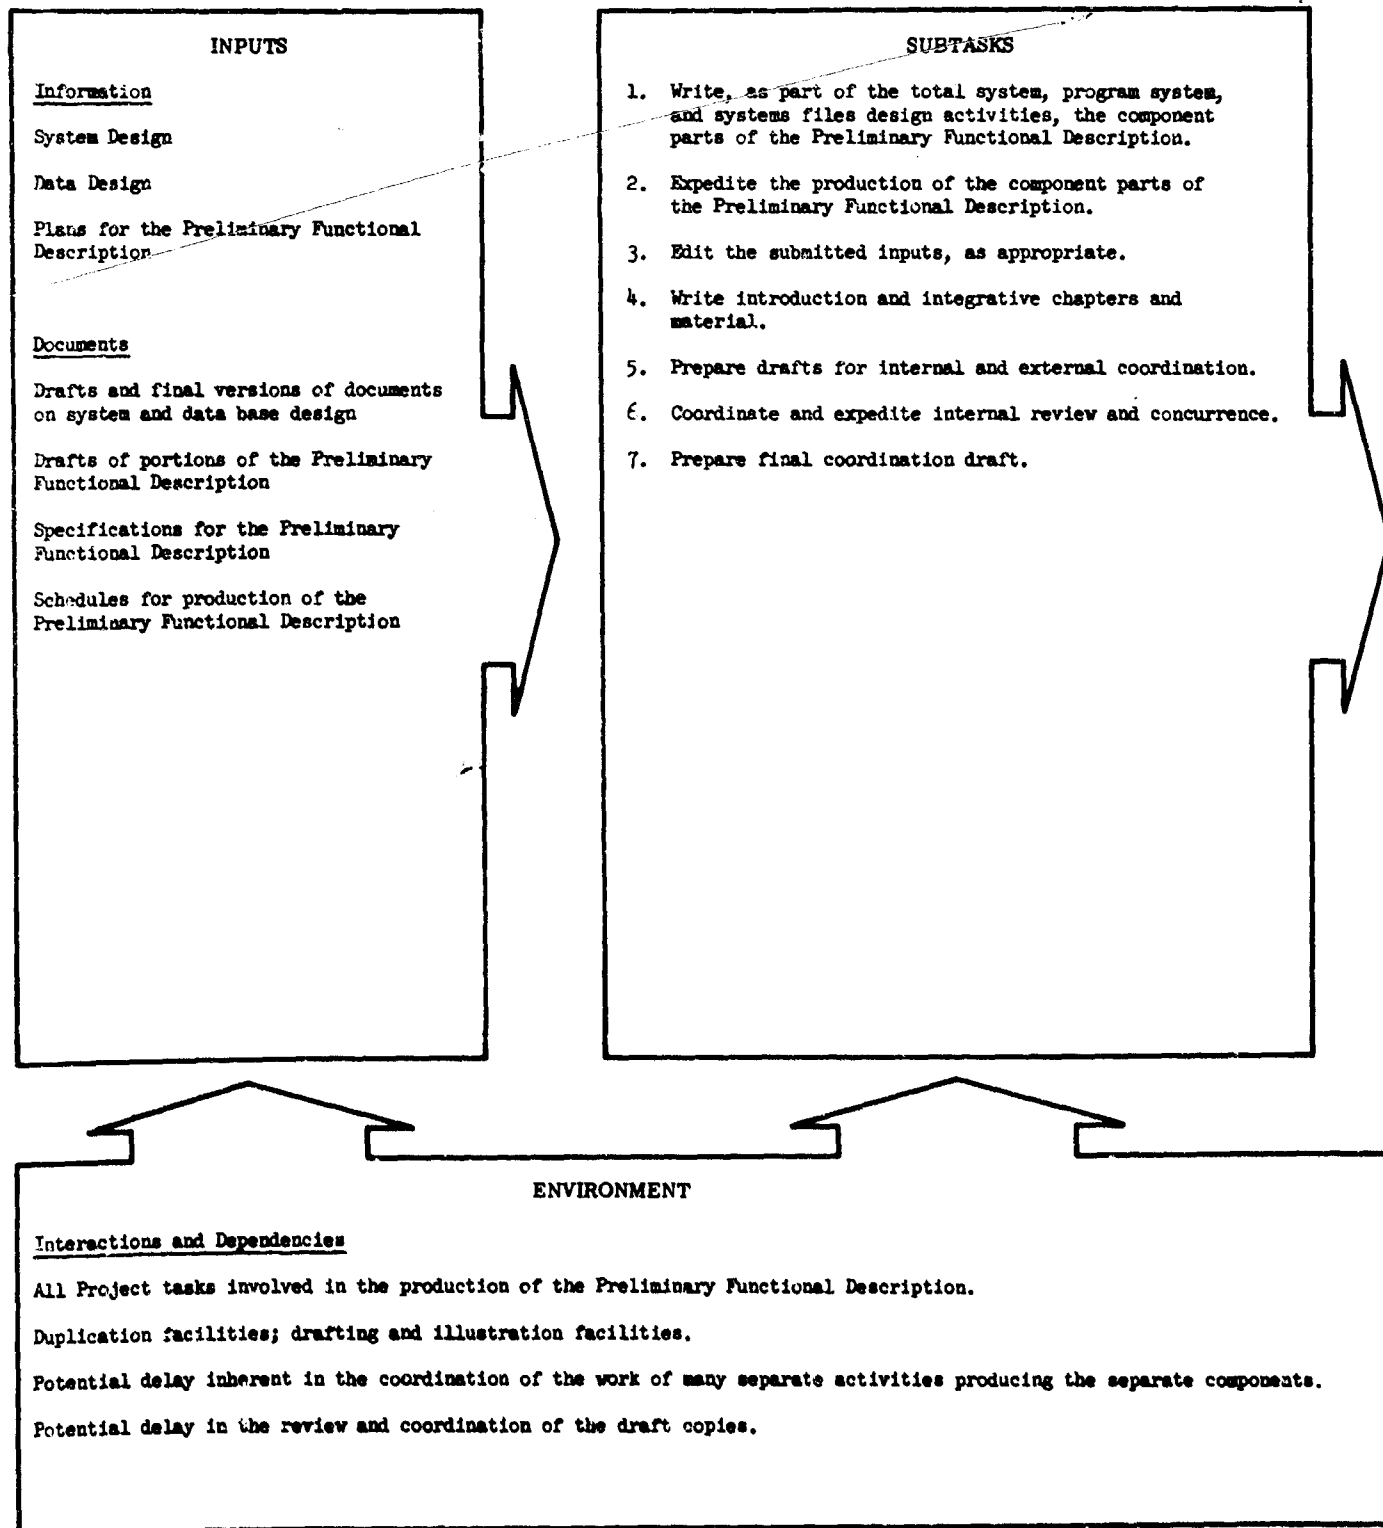 INPUTS
Information
System Design
Data Design
Plans for the Preliminary Functional
Description
Documents
Drafts and final versions of documents
on system and data base design
Drafts of portions of the Preliminary
Functional Description
Specifications for the Preliminary
Functional Description
Schedules for production of the
Preliminary Functional Description
SUBTASKS
1. Write, as part of the total system, program system,
and systems files design activities, the component
parts of the Preliminary Functional Description.
2. Expedite the production of the component parts of
the Preliminary Functional Description.
3. Edit the submitted inputs, as appropriate.
4. Write introduction and integrative chapters and
material.
5. Prepare drafts for internal and external coordination.
6. Coordinate and expedite internal review and concurrence.
7. Prepare final coordination draft.
ENVIRONMENT
Interactions and Dependencies
All Project tasks involved in the production of the Preliminary Functional Description.
Duplication facilities; drafting and illustration facilities.
Potential delay inherent in the coordination of the work of many separate activities producing the separate components.
Potential delay in the review and coordination of the draft copies.